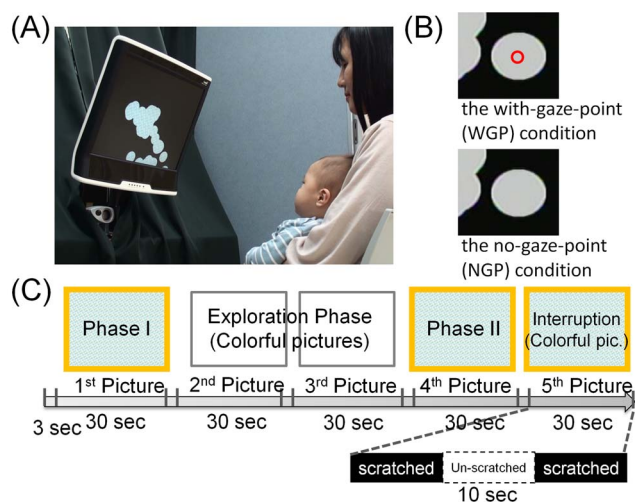 (A)
(B)
the with-gaze-point
(WGP) condition
the no-gaze-point
(NGP) condition
(C)
Phase I
Exploration Phase
(Colorful pictures)
Phase II
Interruption
(Colorful pic.)
1st Picture
2nd Picture
3rd Picture
4th Picture
5th Picture
3 sec
30 sec
30 sec
30 sec
30 sec
30 sec
scratched
Un-scratched
scratched
10 sec